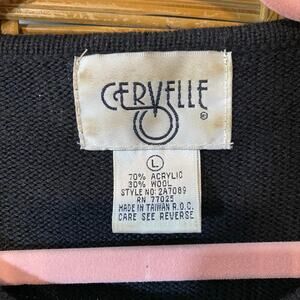 CERVELLE
®
L
70% ACRYLIC
30% WOOL
STYLE NO: 2A7089
RN 77025
MADE IN TAIWAN R.O.C.
CARE SEE REVERSE